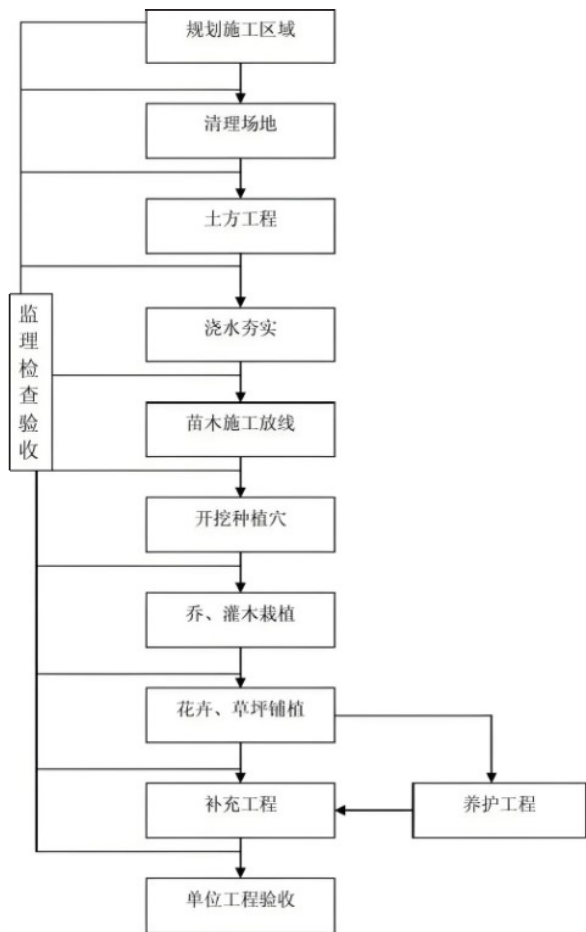 规划施工区域
清理场地
土方工程
浇水夯实
监理检查验收
苗木施工放线
开挖种植穴
乔、灌木栽植
花卉、草坪铺植
补充工程
养护工程
单位工程验收